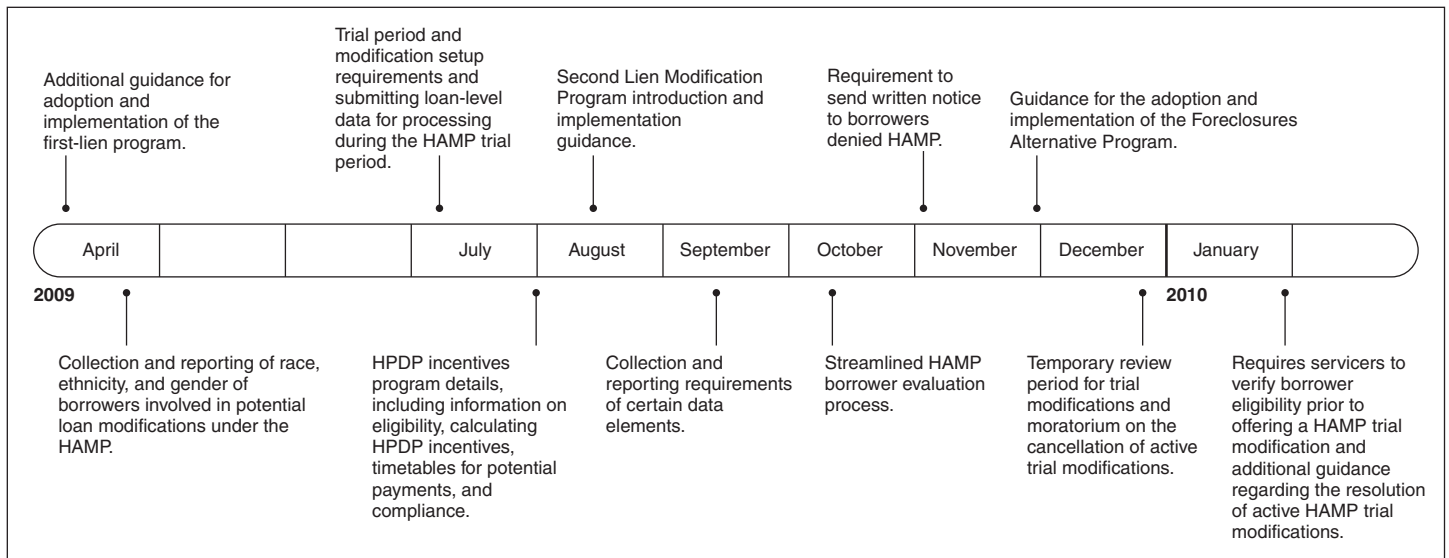 Additional guidance for
adoption and
implementation of the
first-lien program.
Trial period and
modification setup
requirements and
submitting loan-level
data for processing
during the HAMP trial
period.
Second Lien Modification
Program introduction and
implementation
guidance.
Requirement to
send written notice
to borrowers
denied HAMP.
Guidance for the adoption and
implementation of the Foreclosures
Alternative Program.
April
July
August
September
October
November
December
January
2009
2010
Collection and reporting of race,
ethnicity, and gender of
borrowers involved in potential
loan modifications under the
HAMP.
HPDP incentives
program details,
including information on
eligibility, calculating
HPDP incentives,
timetables for potential
payments, and
compliance.
Collection and
reporting requirements
of certain data
elements.
Streamlined HAMP
borrower evaluation
process.
Temporary review
period for trial
modifications and
moratorium on the
cancellation of active
trial modifications.
Requires servicers to
verify borrower
eligibility prior to
offering a HAMP trial
modification and
additional guidance
regarding the resolution
of active HAMP trial
modifications.